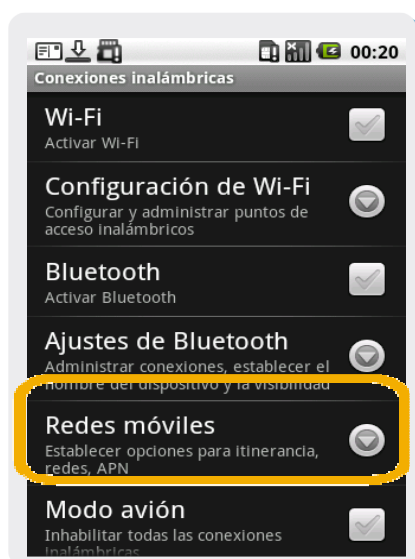 00:20
Conexiones inalámbricas
Wi-Fi
Activar Wi-Fi
Configuración de Wi-Fi
Configurar y administrar puntos de
acceso inalámbricos
Bluetooth
Activar Bluetooth
Ajustes de Bluetooth
Administrar conexiones, establecer el
nombre del dispositivo y la visibilidad
Redes móviles
Establecer opciones para itinerancia,
redes, APN
Modo avión
Inhabilitar todas las conexiones
inalámbricas